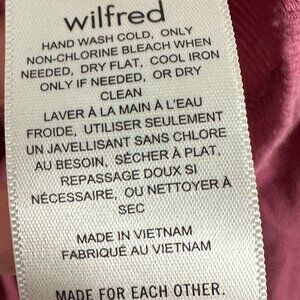 wilfred
HAND WASH COLD, ONLY
NON-CHLORINE BLEACH WHEN
NEEDED, DRY FLAT, COOL IRON
ONLY IF NEEDED, OR DRY
CLEAN
LAVER À LA MAIN À L'EAU
FROIDE, UTILISER SEULEMENT
UN JAVELLISANT SANS CHLORE
AU BESOIN, SÉCHER À PLAT,
REPASSAGE DOUX SI
NÉCESSAIRE, OU NETTOYER À
SEC
MADE IN VIETNAM
FABRIQUÉ AU VIETNAM
MADE FOR EACH OTHER.